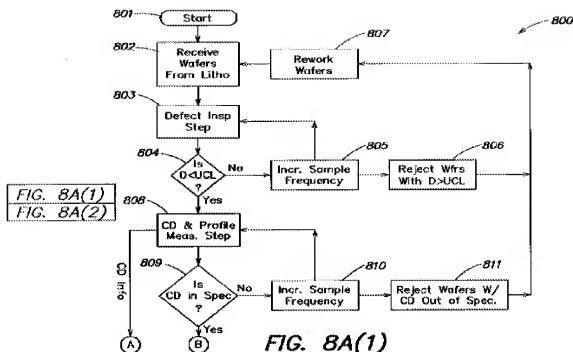 801
Start
800
802
Receive
Wafers
From Litho
807
Rework
Wafers
803
Defect Insp
Step
804
Is
D<UCL
?
No
805
Incr. Sample
Frequency
806
Reject Wfrs
With D>UCL
Yes
FIG. 8A(1)
FIG. 8A(2)
808
CD & Profile
Meas. Step
CD Info
809
Is
CD in Spec
?
No
810
Incr. Sample
Frequency
811
Reject Wafers W/
CD Out of Spec.
Yes
A
B
FIG. 8A(1)